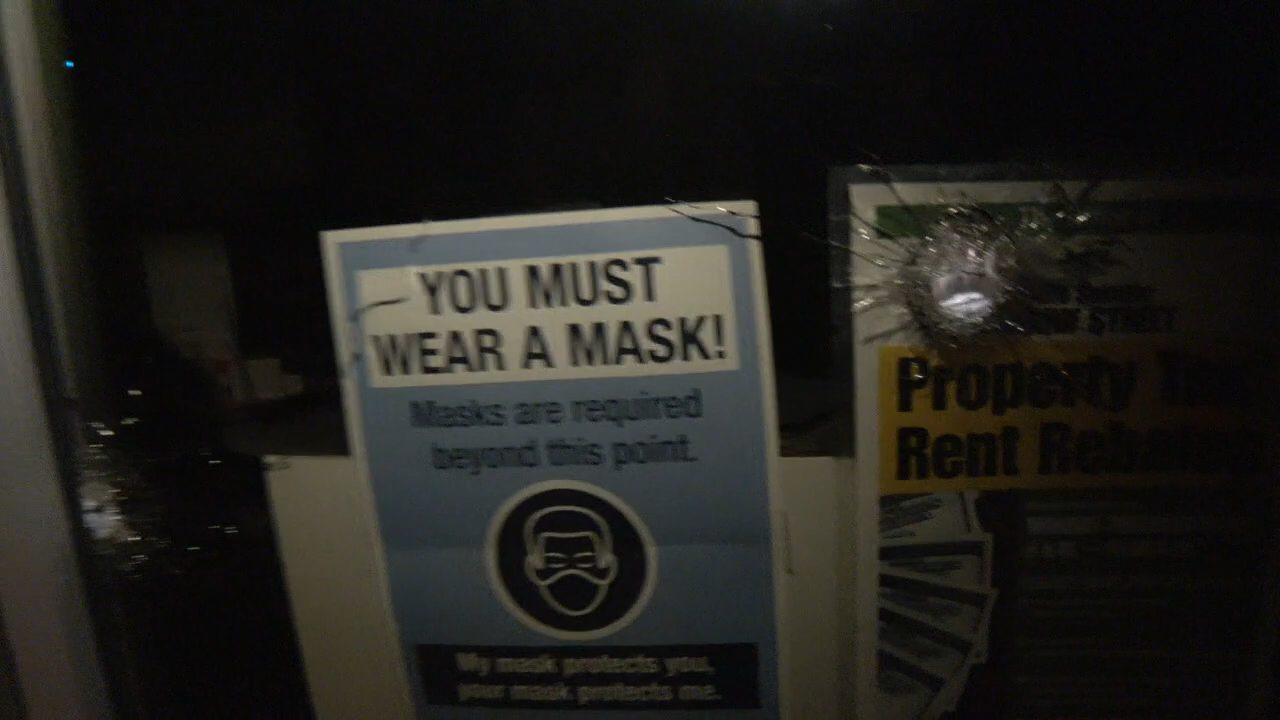 YOU MUST
WEAR A MASK!
Masks are required
beyond this point.
My mask protects you,
your mask protects me.
STREET
Property
Rent